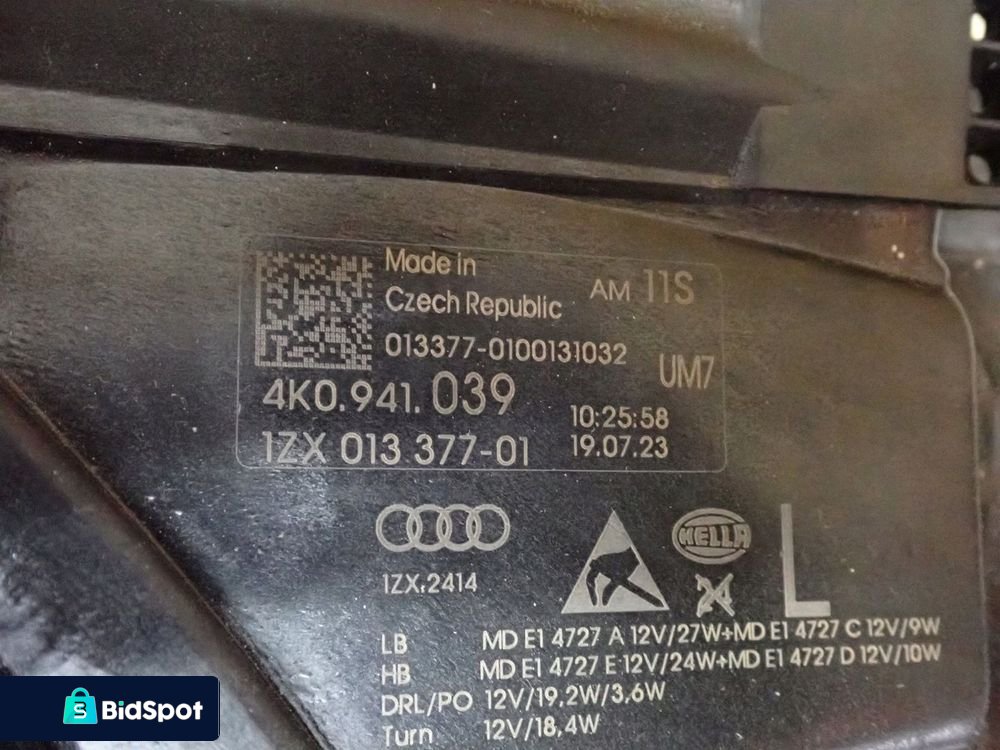 Made in
Czech Republic
AM 11S
013377-0100131032
UM7
4K0.941.039
10:25:58
1ZX 013 377-01
19.07.23
HELLA
L
1ZX.2414
24
LB MD E1 4727 A 12V/27W+MD E1 4727 C 12V/9W
HB MD E1 4727 E 12V/24W+MD E1 4727 D 12V/10W
DRL/PO 12V/19,2W/3,6W
Turn 12V/18,4W
BidSpot